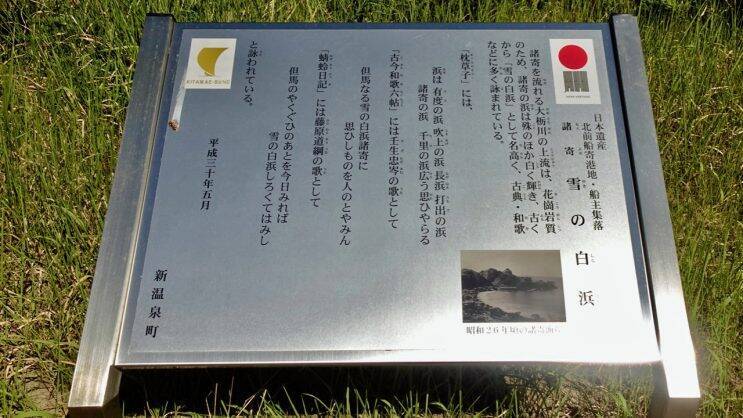 日本遺産
北前船寄港地・船主集落
諸寄 雪の白浜
諸寄を流れる大栃川の上流は、花崗岩質
のため、諸寄の浜は殊のほか白く輝き、古く
から「雪の白浜」として名高く、古典・和歌
などに多く詠まれている。
「枕草子」には、
浜は 有度の浜 吹上の浜 長浜 打出の浜
諸寄の浜 千里の浜広う思ひやらる
「古今和歌六帖」には壬生忠岑の歌として
但馬なる雪の白浜諸寄に
思ひしものを人のとやみん
「蜻蛉日記」には藤原道綱の歌として
但馬のやくぐひのあとを今日みれば
雪の白浜しろくてはみし
と詠われている。
平成三十年五月
新温泉町
KITAMAE-BUNE
昭和26年頃の諸寄海